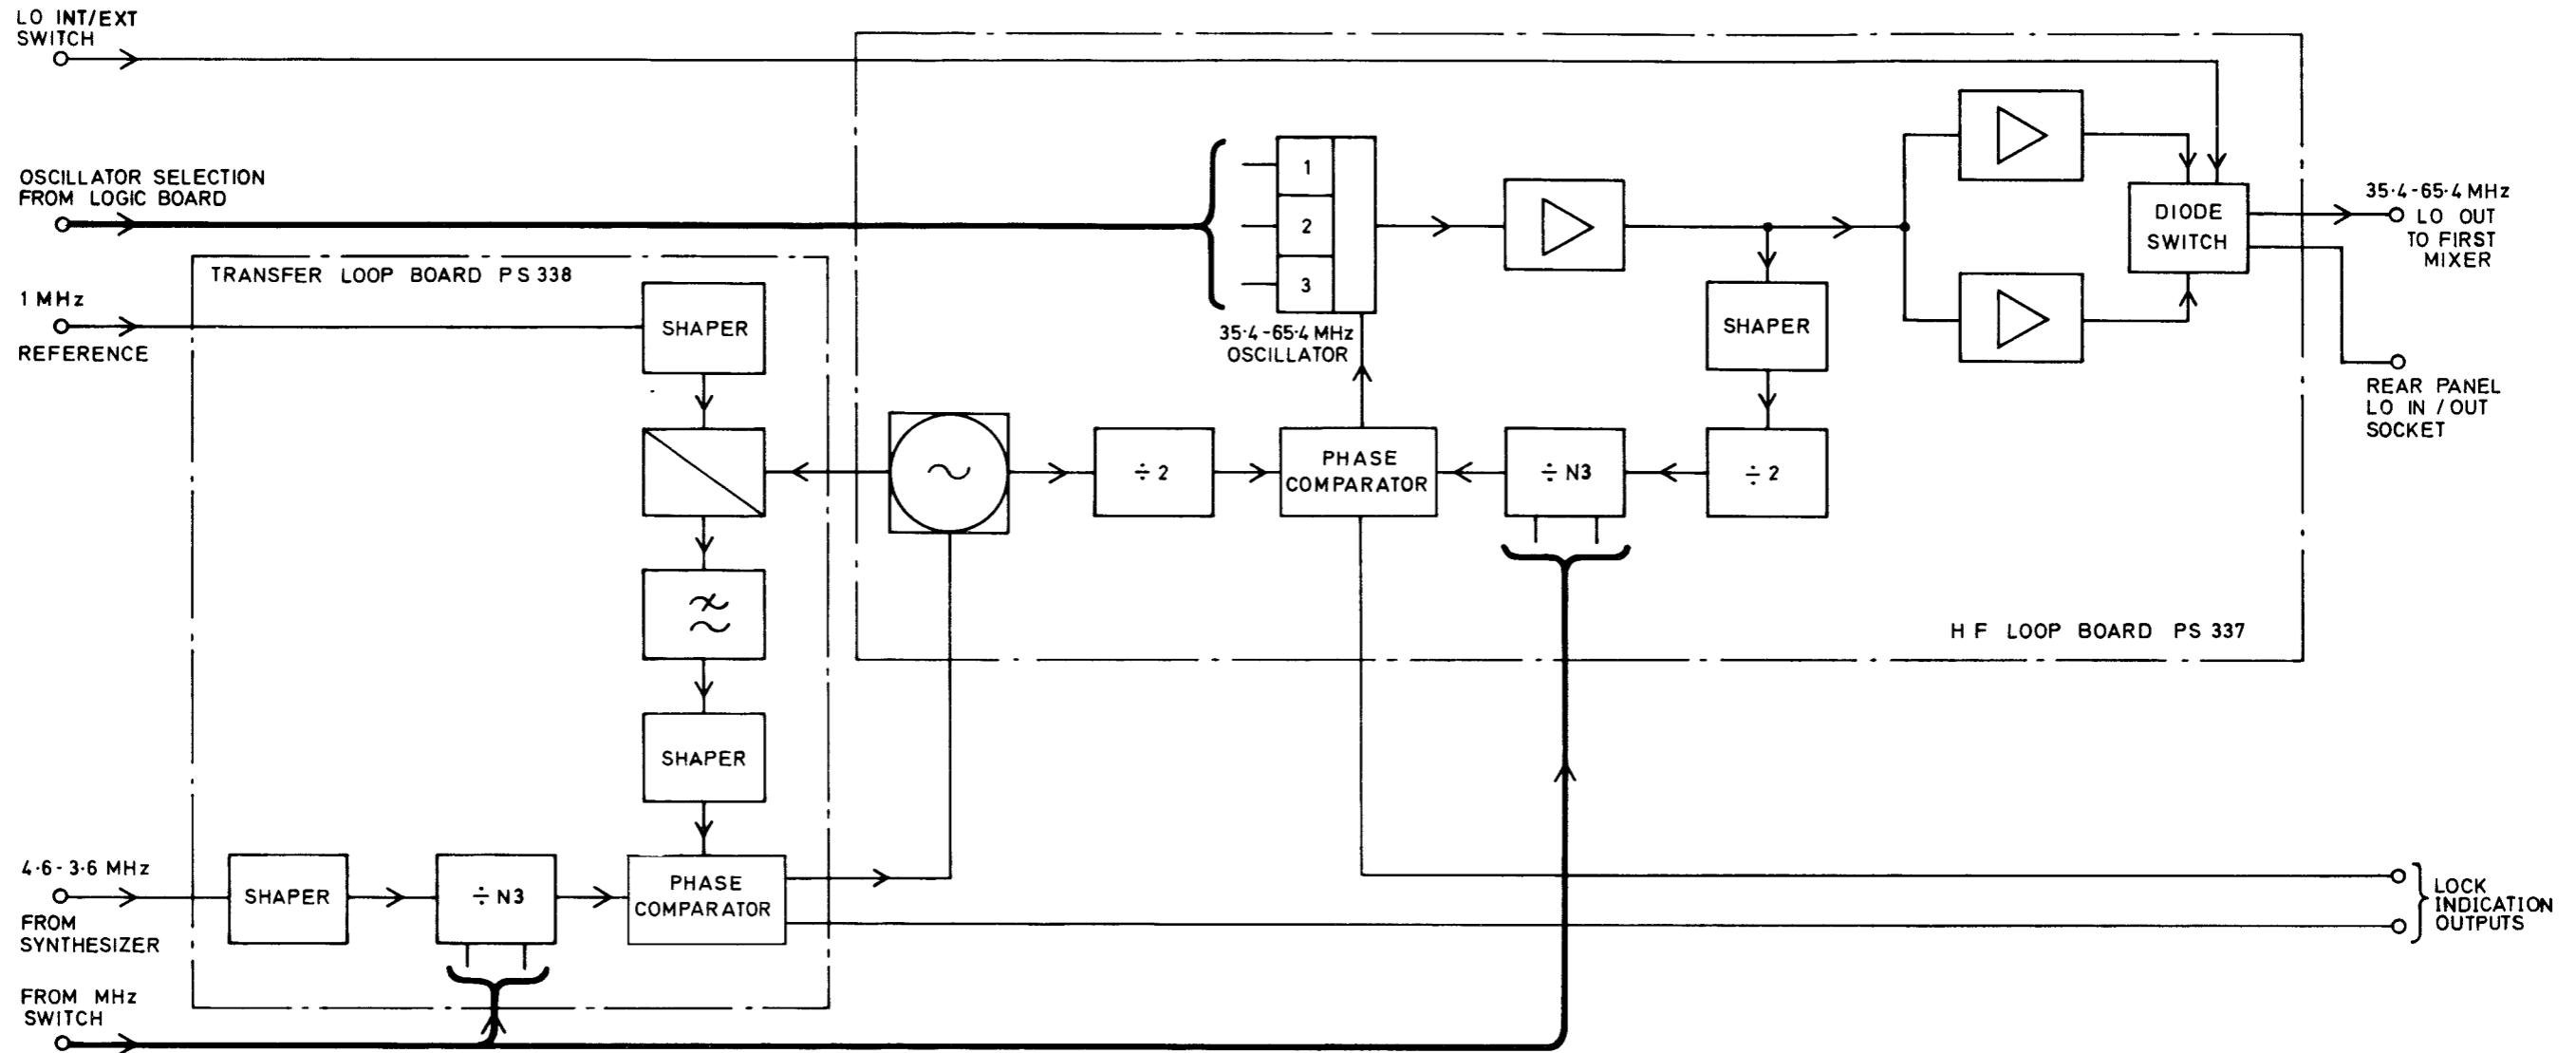 LO INT/EXT
SWITCH
OSCILLATOR SELECTION
FROM LOGIC BOARD
TRANSFER LOOP BOARD PS 338
1 MHz
REFERENCE
SHAPER
SHAPER
4·6-3·6 MHz
FROM
SYNTHESIZER
SHAPER
÷ N3
PHASE
COMPARATOR
FROM MHz
SWITCH
1
2
3
35·4-65·4 MHz
OSCILLATOR
÷ 2
PHASE
COMPARATOR
÷ N3
÷ 2
SHAPER
DIODE
SWITCH
35·4-65·4 MHz
LO OUT
TO FIRST
MIXER
REAR PANEL
LO IN / OUT
SOCKET
H F LOOP BOARD PS 337
LOCK
INDICATION
OUTPUTS